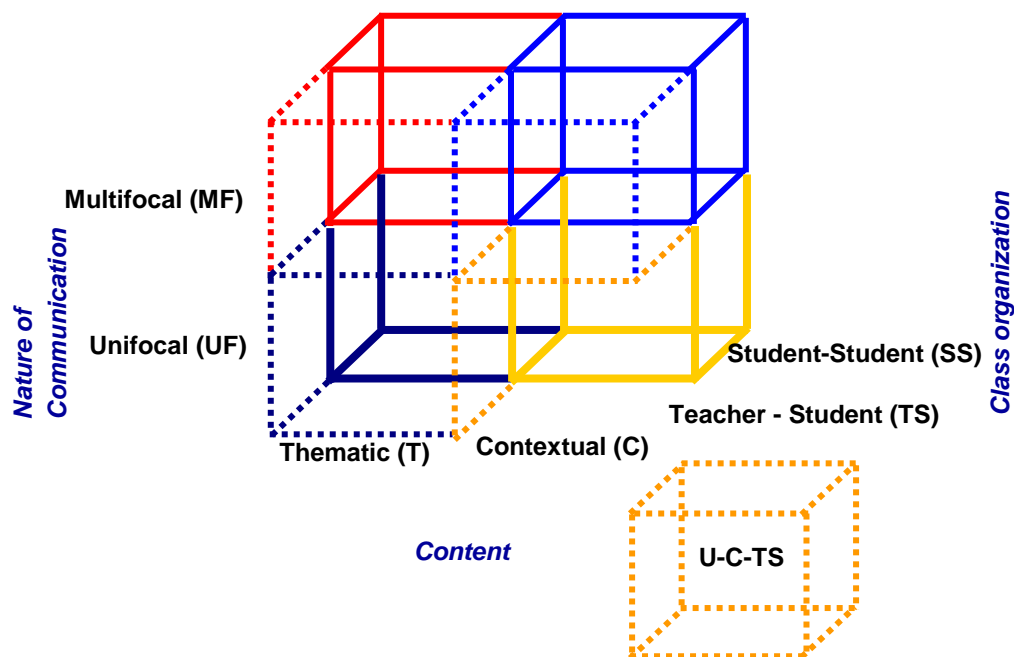 Multifocal (MF)
Nature of
Communication
Class organization
Unifocal (UF)
Student-Student (SS)
Teacher - Student (TS)
Thematic (T)
Contextual (C)
Content
U-C-TS